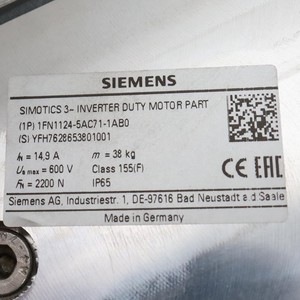 SIEMENS
SIMOTICS 3~ INVERTER DUTY MOTOR PART
(1P) 1FN1124-5AC71-1AB0
(S) YFH7628653801001
IN = 14,9 A m = 38 kg
Ua max = 600 V Class 155(F)
FN = 2200 N IP65
CE EAC
Siemens AG, Industriestr. 1, DE-97616 Bad Neustadt a.d Saale
Made in Germany